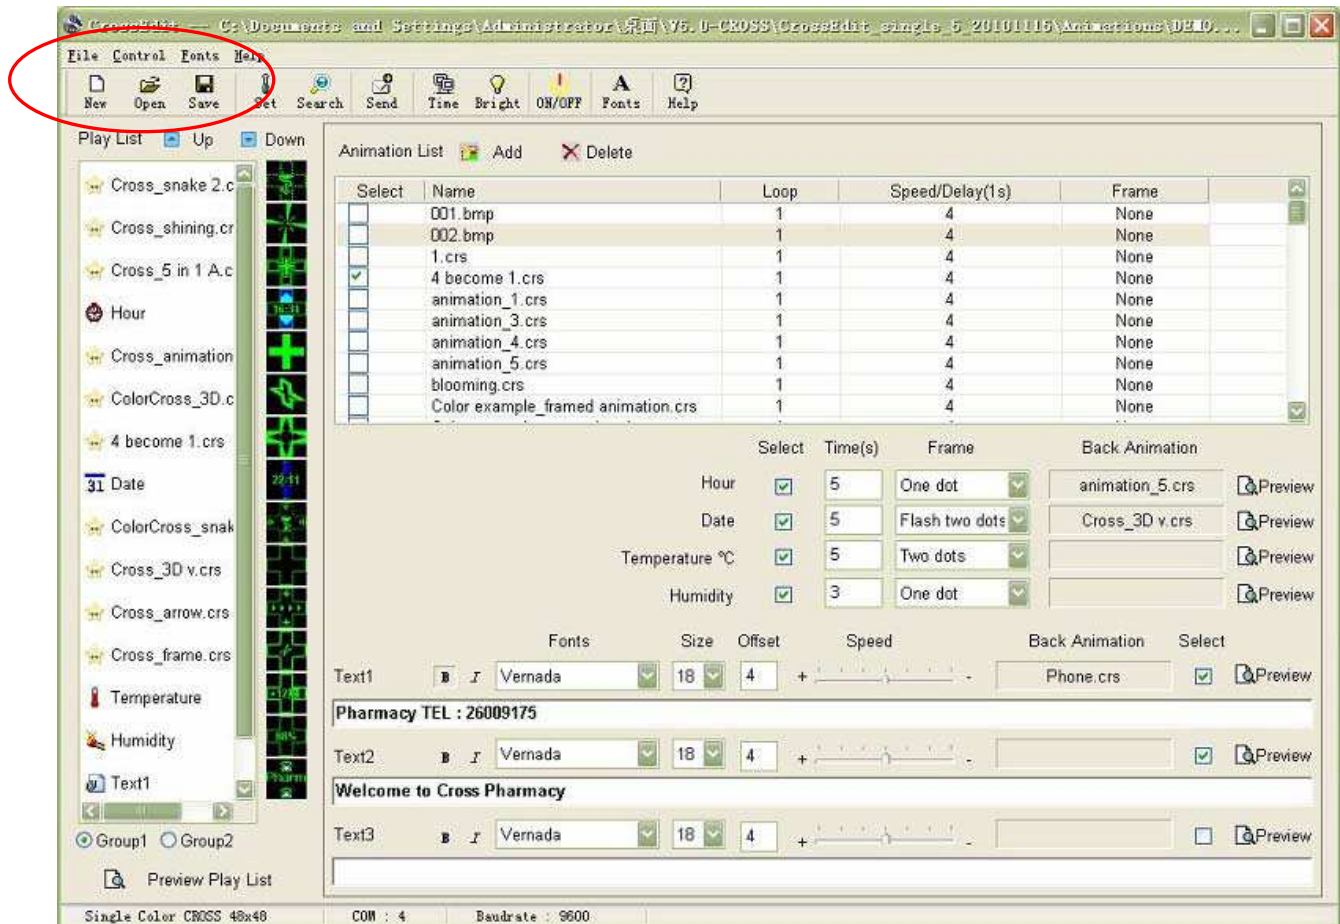 CrossEdit -- C:\Documents and Settings\Administrator\桌面\V5.0-CROSS\CrossEdit_single_5_20101115\Animations\DEMO...
File Control Fonts Help
New Open Save Set Search Send Time Bright ON/OFF Fonts Help
Play List Up Down
Animation List Add Delete
Select Name Loop Speed/Delay(1s) Frame
001.bmp 1 4 None
002.bmp 1 4 None
1.crs 1 4 None
4 become 1.crs 1 4 None
animation_1.crs 1 4 None
animation_3.crs 1 4 None
animation_4.crs 1 4 None
animation_5.crs 1 4 None
blooming.crs 1 4 None
Color example_framed animation.crs 1 4 None
Cross_snake 2.c
Cross_shining.cr
Cross_5 in 1 A.c
Hour 16:31
Cross_animation
ColorCross_3D.c
4 become 1.crs
31 Date 22-11
ColorCross_snak
Cross_3D v.crs
Cross_arrow.crs
Cross_frame.crs
Temperature
Humidity
Text1 Pharm
Group1 Group2
Preview Play List
Select Time(s) Frame Back Animation
Hour 5 One dot animation_5.crs Preview
Date 5 Flash two dots Cross_3D v.crs Preview
Temperature ºC 5 Two dots Preview
Humidity 3 One dot Preview
Fonts Size Offset Speed Back Animation Select
Text1 B I Vernada 18 4 + - Phone.crs Preview
Pharmacy TEL : 26009175
Text2 B I Vernada 18 4 + - Preview
Welcome to Cross Pharmacy
Text3 B I Vernada 18 4 + - Preview
Single Color CROSS 48x48 COM : 4 Baudrate : 9600